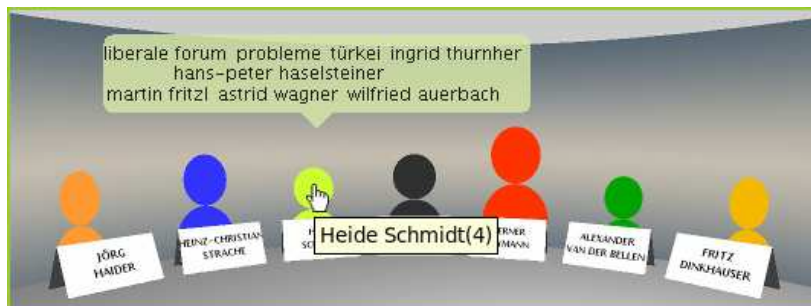 liberale forum probleme türkei ingrid thurnher
hans-peter haselsteiner
martin fritzl astrid wagner wilfried auerbach
JÖRG
HAIDER
HEINZ-CHRISTIAN
STRACHE
Heide Schmidt(4)
ALEXANDER
VAN DER BELLEN
FRITZ
DINKHAUSER